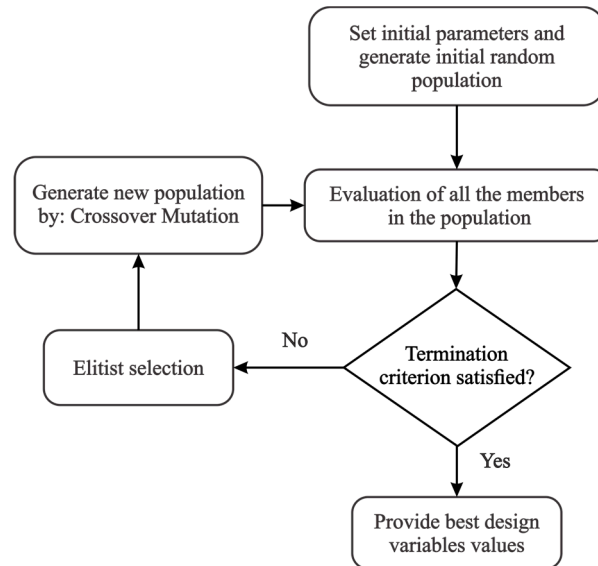 Set initial parameters and
generate initial random
population
Generate new population
by: Crossover Mutation
Evaluation of all the members
in the population
No
Elitist selection
Termination
criterion satisfied?
Yes
Provide best design
variables values